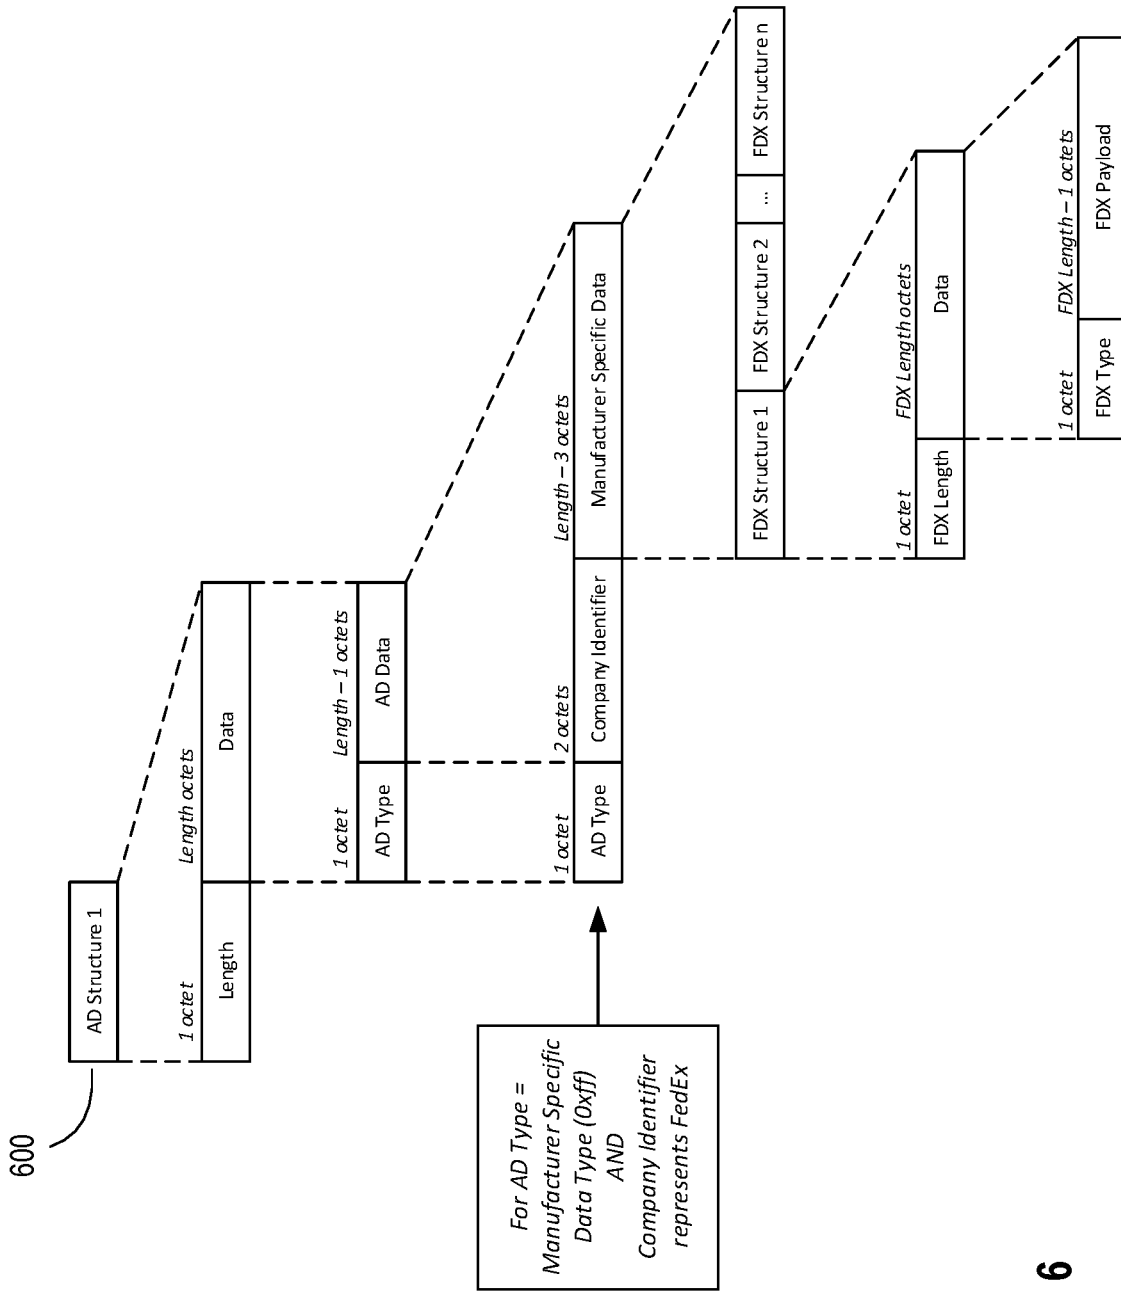 600
AD Structure 1
1 octet
Length octets
Length
Data
1 octet
Length – 1 octets
AD Type
AD Data
For AD Type =
Manufacturer Specific
Data Type (0xff)
AND
Company Identifier
represents FedEx
1 octet
2 octets
Length – 3 octets
AD Type
Company Identifier
Manufacturer Specific Data
FDX Structure 1
FDX Structure 2
...
FDX Structure n
1 octet
FDX Length octets
FDX Length
Data
1 octet
FDX Length – 1 octets
FDX Type
FDX Payload
6